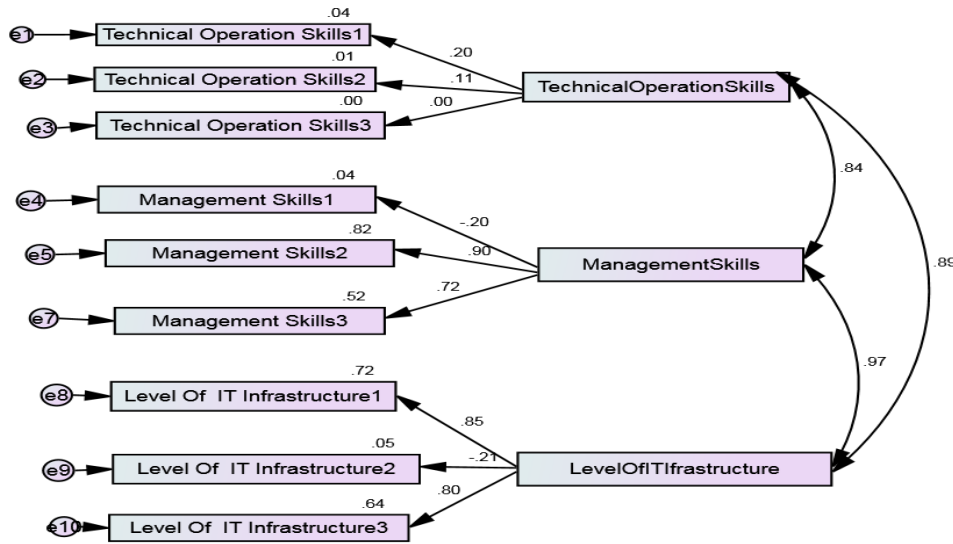 .04
e1
Technical Operation Skills1
.20
.01
e2
Technical Operation Skills2
.11
TechnicalOperationSkills
.00
.00
e3
Technical Operation Skills3
.84
.04
e4
Management Skills1
-.20
.82
e5
Management Skills2
.90
ManagementSkills
.89
.52
.72
e7
Management Skills3
.97
.72
e8
Level Of IT Infrastructure1
.85
.05
e9
Level Of IT Infrastructure2
-.21
LevelOfITIfrastructure
.64
.80
e10
Level Of IT Infrastructure3